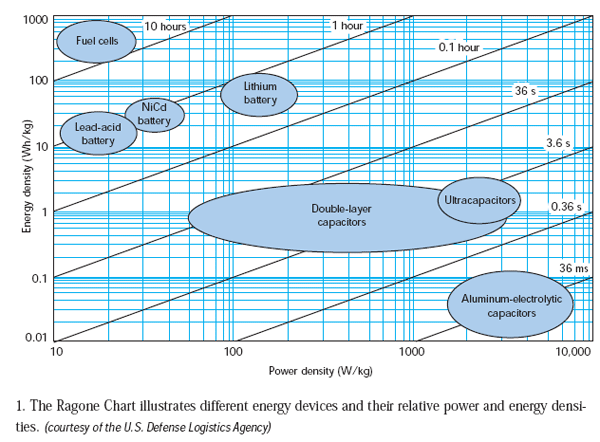 1000
100
10
1
0.1
0.01
Energy density (Wh/kg)
Fuel cells
10 hours
1 hour
0.1 hour
36 s
3.6 s
0.36 s
36 ms
Lithium
battery
NiCd
battery
Lead-acid
battery
Double-layer
capacitors
Ultracapacitors
Aluminum-electrolytic
capacitors
10
100
1000
10,000
Power density (W/kg)
1. The Ragone Chart illustrates different energy devices and their relative power and energy densi-
ties. (courtesy of the U.S. Defense Logistics Agency)